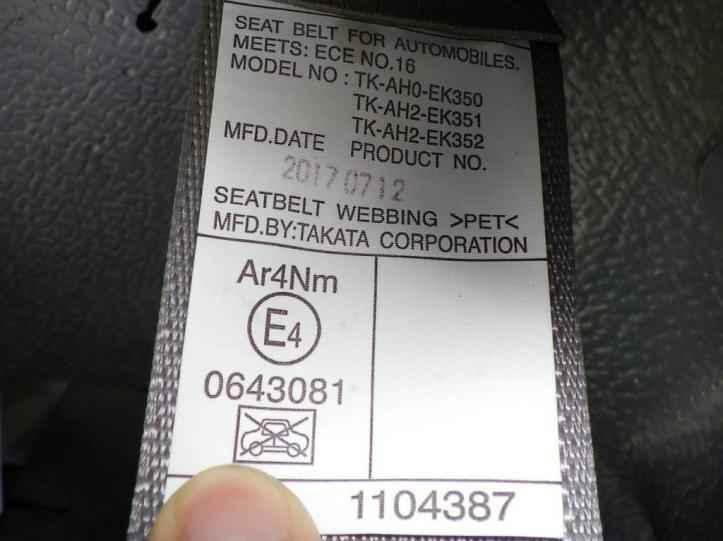 SEAT BELT FOR AUTOMOBILES.
MEETS: ECE NO.16
MODEL NO : TK-AH0-EK350
TK-AH2-EK351
TK-AH2-EK352
MFD.DATE PRODUCT NO.
20170712
SEATBELT WEBBING >PET<
MFD.BY:TAKATA CORPORATION
Ar4Nm
E4
0643081
1104387